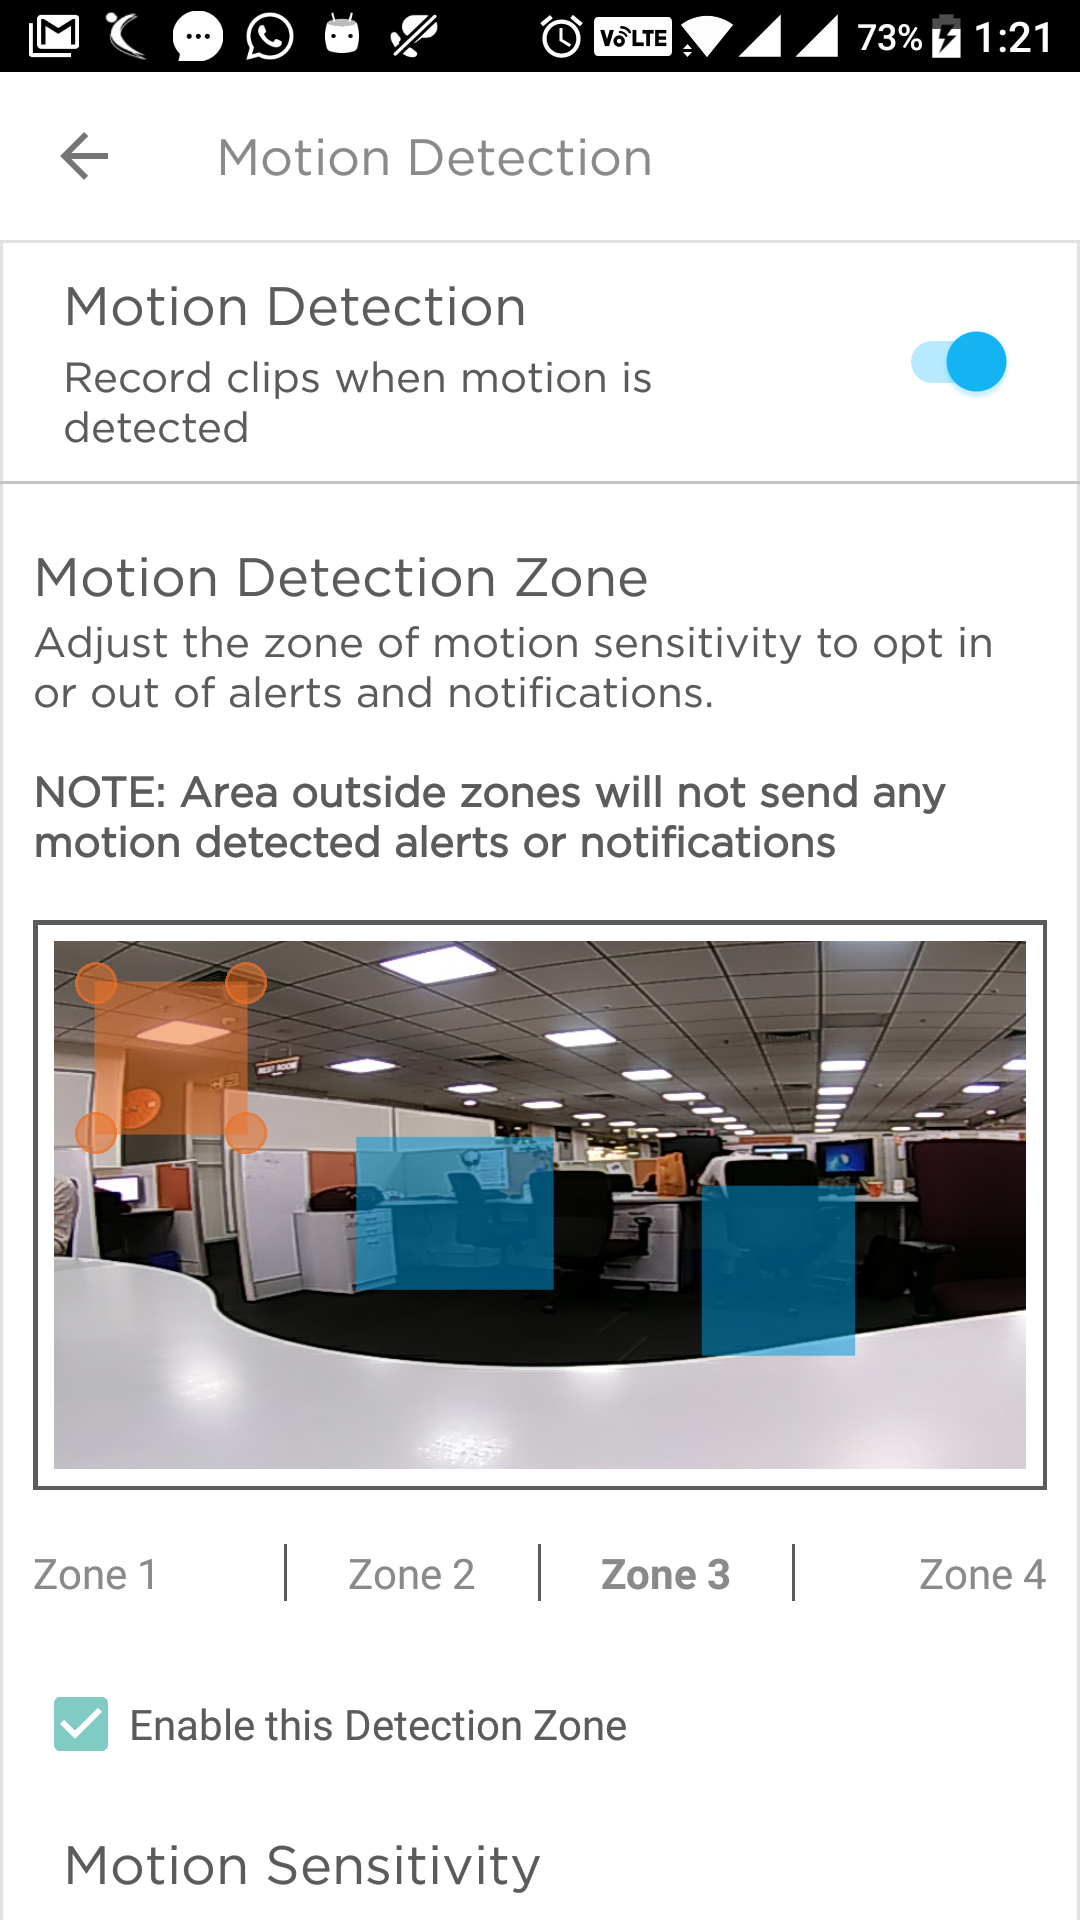 VoLTE 73% 1:21
Motion Detection
Motion Detection
Record clips when motion is
detected
Motion Detection Zone
Adjust the zone of motion sensitivity to opt in
or out of alerts and notifications.
NOTE: Area outside zones will not send any
motion detected alerts or notifications
REST ROOM
Zone 1 Zone 2 Zone 3 Zone 4
Enable this Detection Zone
Motion Sensitivity